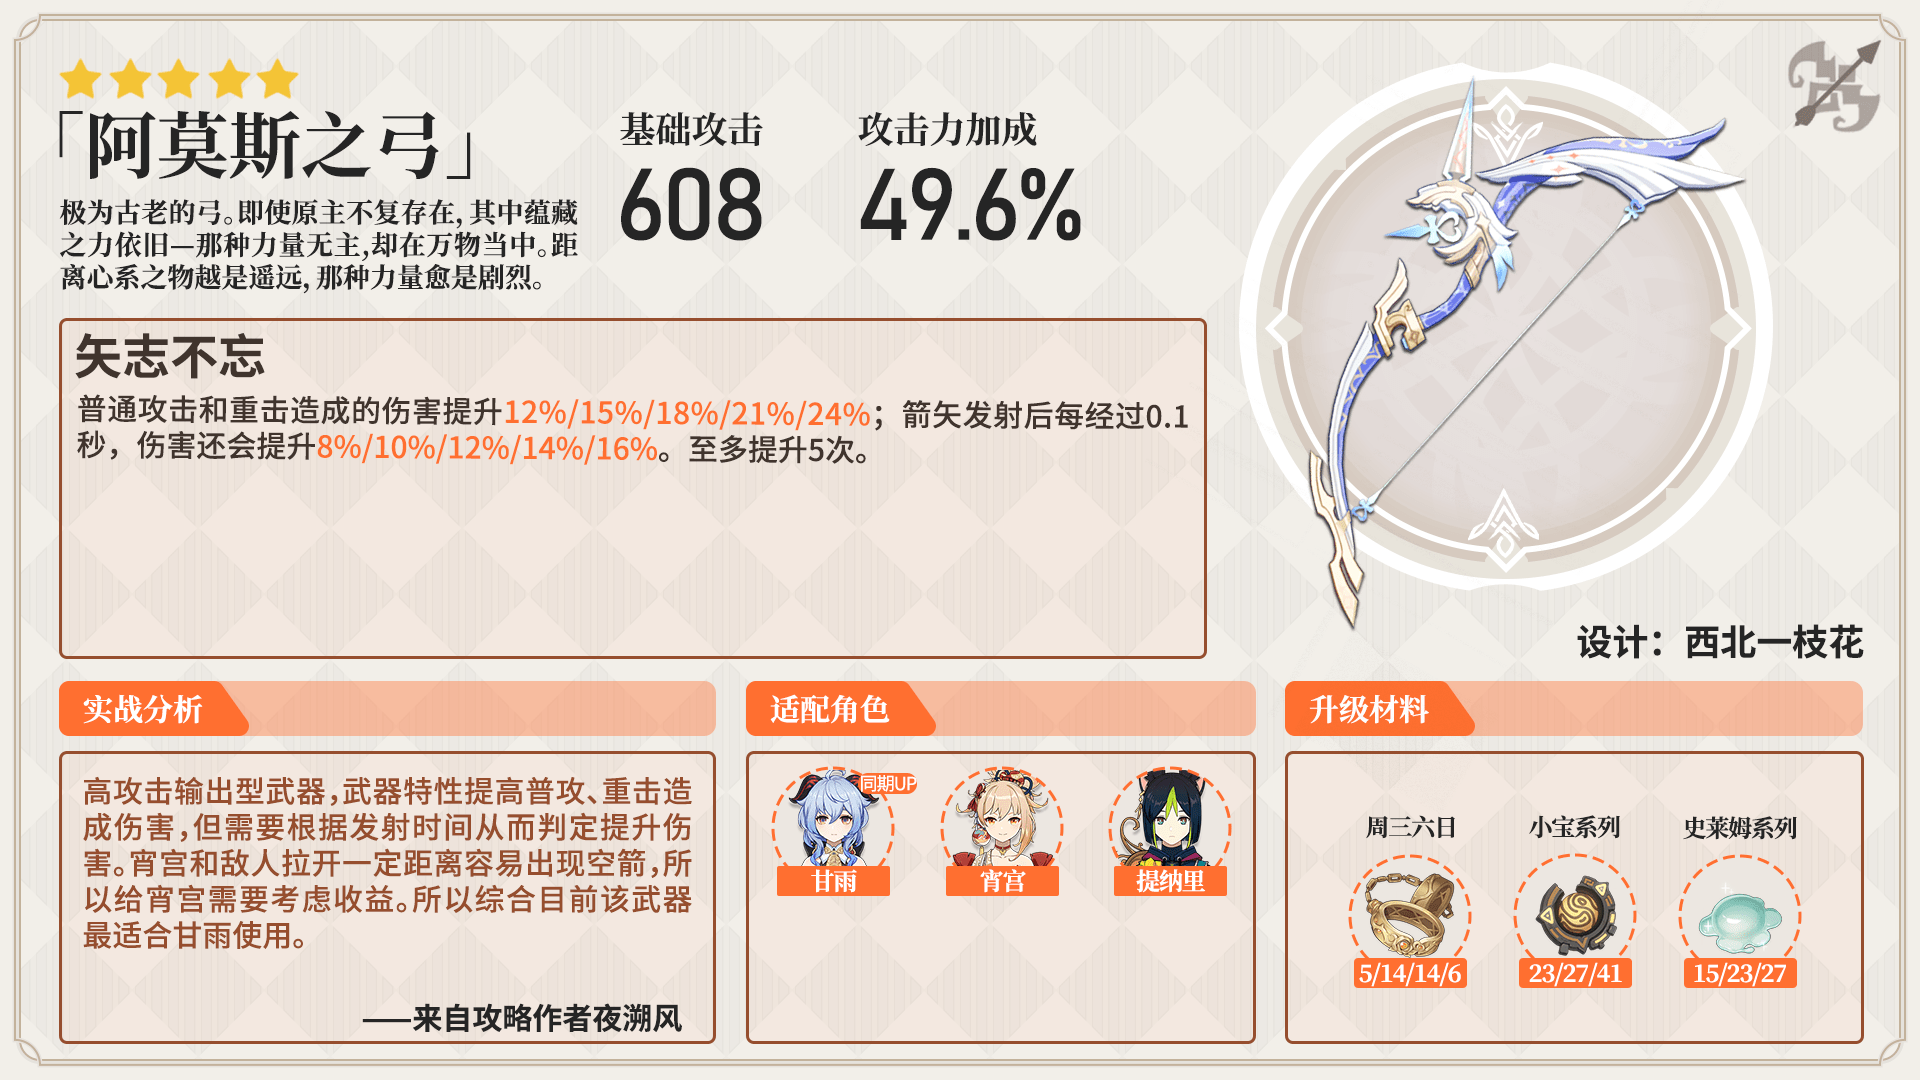 「阿莫斯之弓」
极为古老的弓。即使原主不复存在,其中蕴藏
之力依旧—那种力量无主,却在万物当中。距
离心系之物越是遥远,那种力量愈是剧烈。
基础攻击
608
攻击力加成
49.6%
矢志不忘
普通攻击和重击造成的伤害提升12%/15%/18%/21%/24%；箭矢发射后每经过0.1
秒，伤害还会提升8%/10%/12%/14%/16%。至多提升5次。
设计：西北一枝花
实战分析
高攻击输出型武器,武器特性提高普攻、重击造
成伤害,但需要根据发射时间从而判定提升伤
害。宵宫和敌人拉开一定距离容易出现空箭,所
以给宵宫需要考虑收益。所以综合目前该武器
最适合甘雨使用。
——来自攻略作者夜溯风
适配角色
同期UP
甘雨
宵宫
提纳里
升级材料
周三六日
5/14/14/6
小宝系列
23/27/41
史莱姆系列
15/23/27